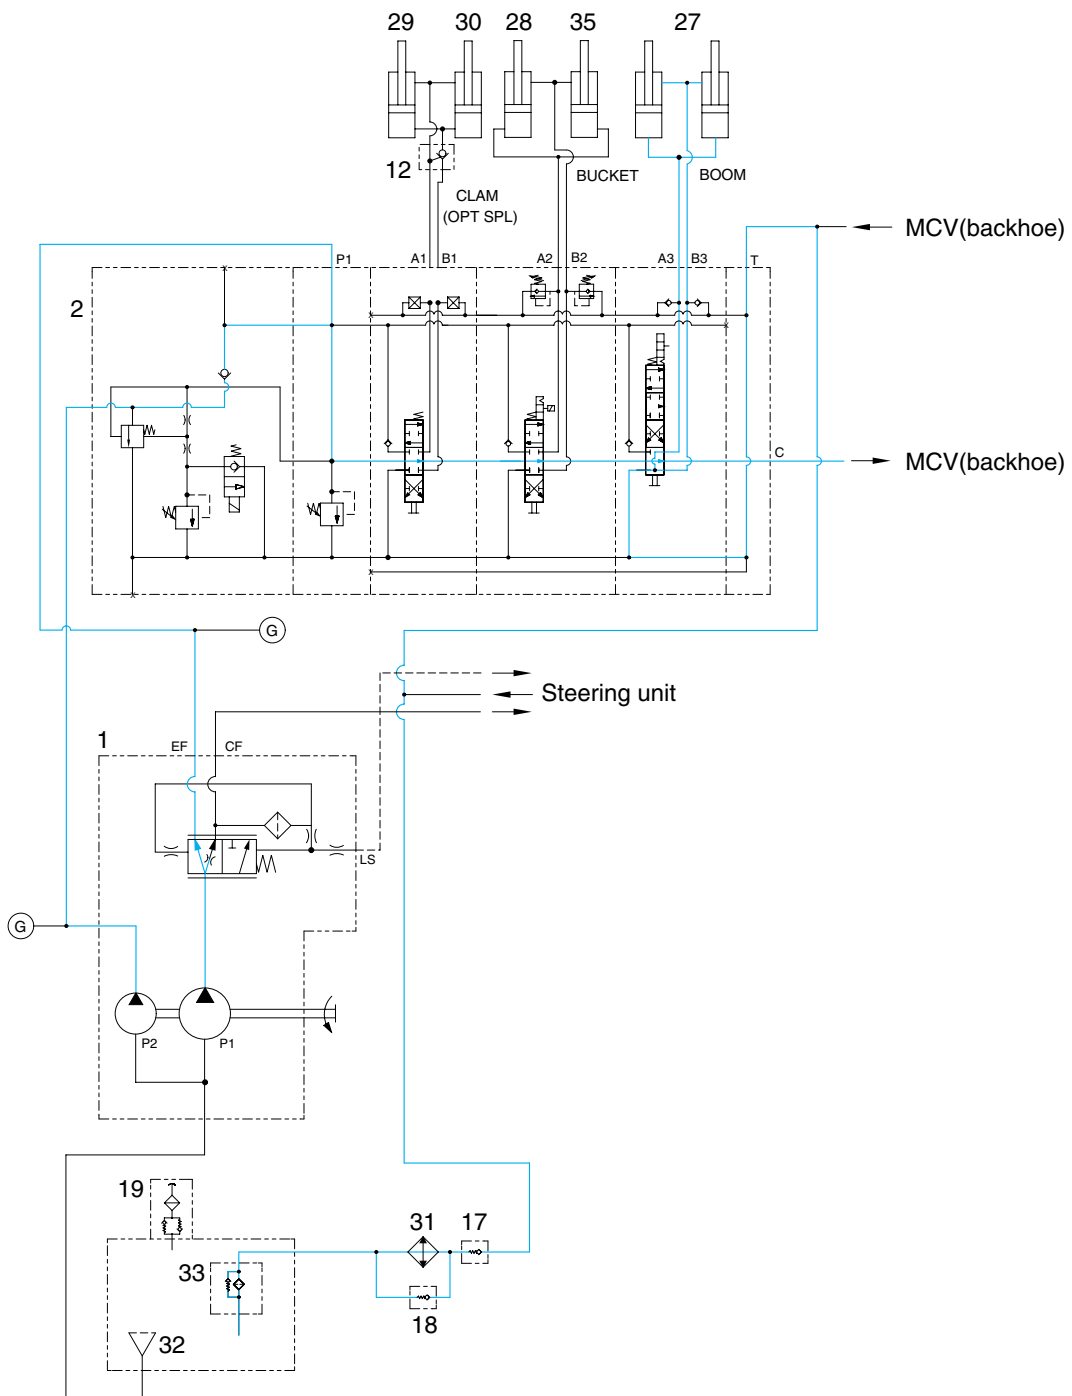 29 30 28 35 27
12
CLAM
(OPT SPL)
BUCKET
BOOM
MCV(backhoe)
P1 A1 B1 A2 B2 A3 B3 T
2
C
MCV(backhoe)
G
Steering unit
1
EF CF
LS
G
P2 P1
19
31 17
33
18
32